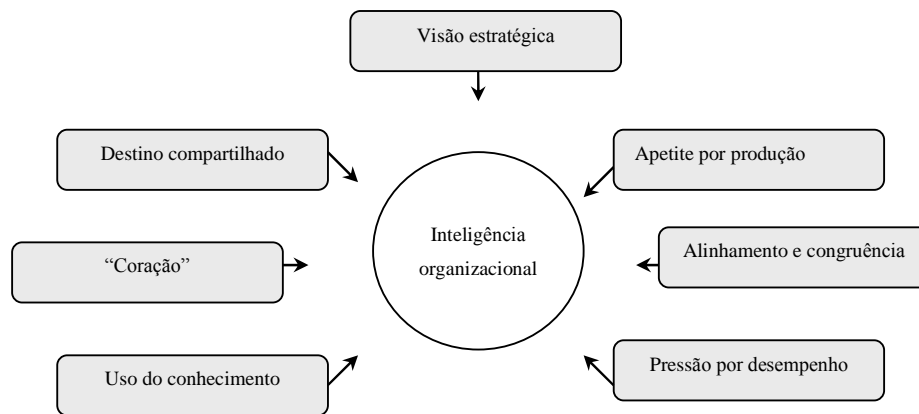 Visão estratégica
Destino compartilhado
Apetite por produção
Inteligência
organizacional
“Coração”
Alinhamento e congruência
Uso do conhecimento
Pressão por desempenho